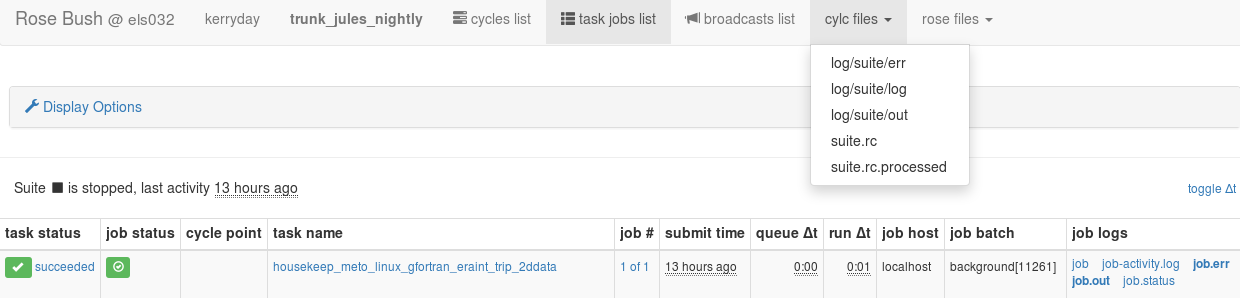 Rose Bush @ els032 kerryday trunk_jules_nightly cycles list task jobs list broadcasts list cylc files rose files
log/suite/err
log/suite/log
log/suite/out
suite.rc
suite.rc.processed
Display Options
Suite is stopped, last activity 13 hours ago
toggle Δt
task status job status cycle point task name job # submit time queue Δt run Δt job host job batch job logs
succeeded housekeep_meto_linux_gfortran_eraint_trip_2ddata 1 of 1 13 hours ago 0:00 0:01 localhost background[11261] job job-activity.log job.err
job.out job.status